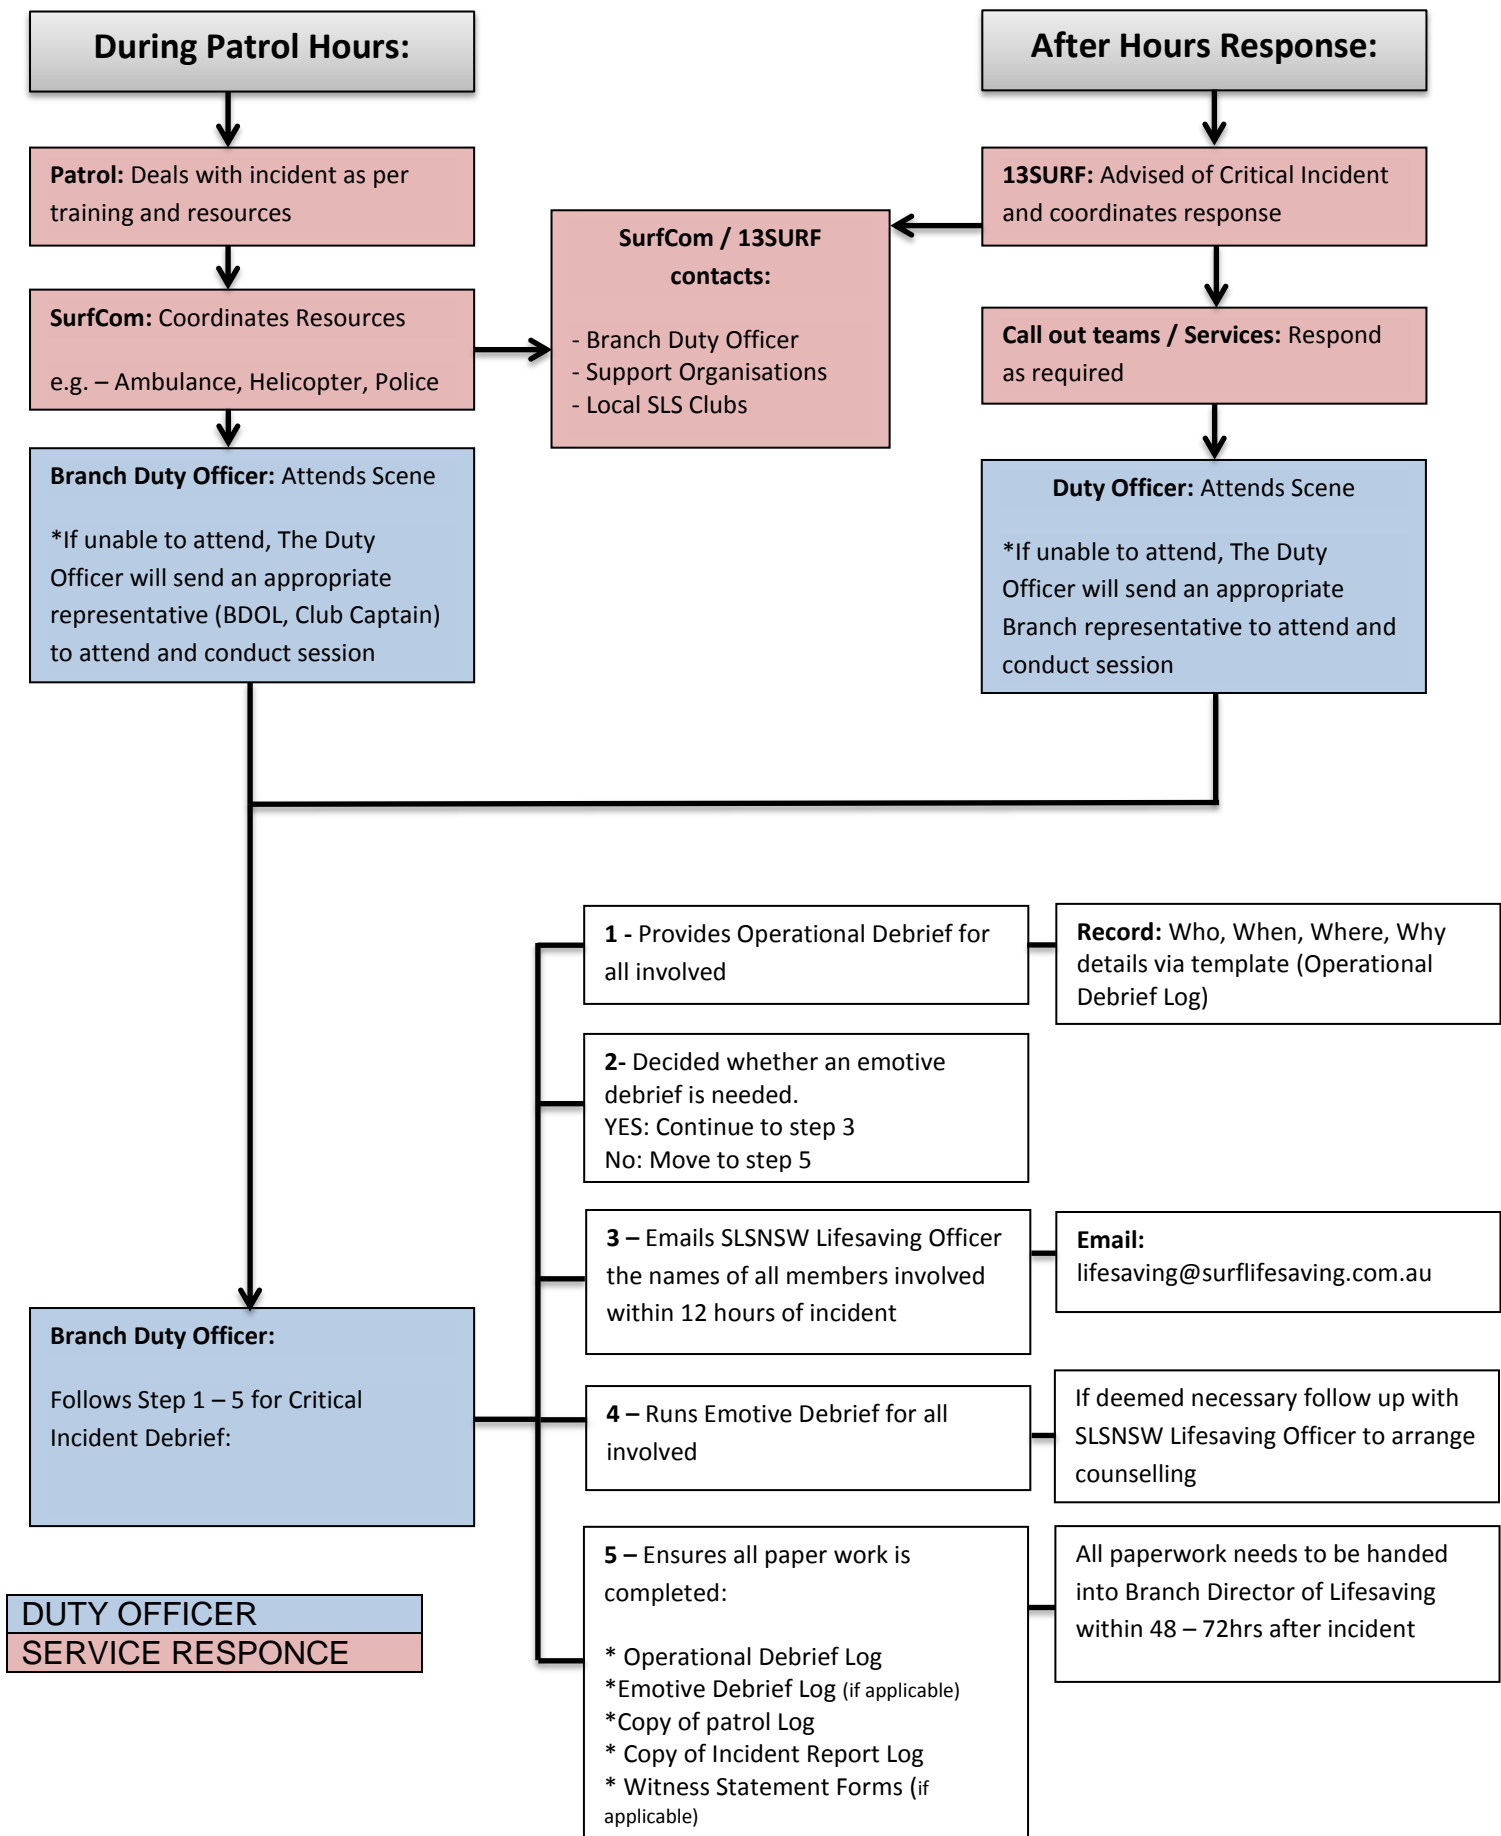 During Patrol Hours:
Patrol: Deals with incident as per
training and resources
SurfCom: Coordinates Resources
e.g. – Ambulance, Helicopter, Police
Branch Duty Officer: Attends Scene
*If unable to attend, The Duty
Officer will send an appropriate
representative (BDOL, Club Captain)
to attend and conduct session
SurfCom / 13SURF
contacts:
- Branch Duty Officer
- Support Organisations
- Local SLS Clubs
After Hours Response:
13SURF: Advised of Critical Incident
and coordinates response
Call out teams / Services: Respond
as required
Duty Officer: Attends Scene
*If unable to attend, The Duty
Officer will send an appropriate
Branch representative to attend and
conduct session
Branch Duty Officer:
Follows Step 1 – 5 for Critical
Incident Debrief:
1 - Provides Operational Debrief for
all involved
Record: Who, When, Where, Why
details via template (Operational
Debrief Log)
2- Decided whether an emotive
debrief is needed.
YES: Continue to step 3
No: Move to step 5
3 – Emails SLSNSW Lifesaving Officer
the names of all members involved
within 12 hours of incident
Email:
lifesaving@surflifesaving.com.au
4 – Runs Emotive Debrief for all
involved
If deemed necessary follow up with
SLSNSW Lifesaving Officer to arrange
counselling
5 – Ensures all paper work is
completed:
* Operational Debrief Log
*Emotive Debrief Log (if applicable)
*Copy of patrol Log
* Copy of Incident Report Log
* Witness Statement Forms (if
applicable)
All paperwork needs to be handed
into Branch Director of Lifesaving
within 48 – 72hrs after incident
DUTY OFFICER
SERVICE RESPONCE